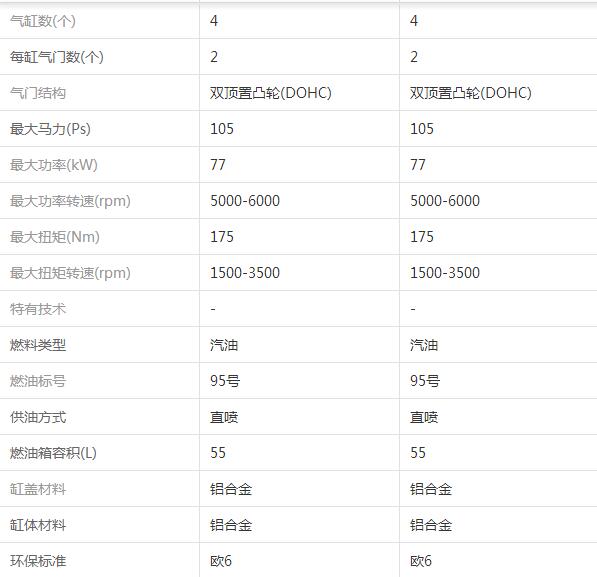 气缸数(个) 4 4
每缸气门数(个) 2 2
气门结构 双顶置凸轮(DOHC) 双顶置凸轮(DOHC)
最大马力(Ps) 105 105
最大功率(kW) 77 77
最大功率转速(rpm) 5000-6000 5000-6000
最大扭矩(Nm) 175 175
最大扭矩转速(rpm) 1500-3500 1500-3500
特有技术 - -
燃料类型 汽油 汽油
燃油标号 95号 95号
供油方式 直喷 直喷
燃油箱容积(L) 55 55
缸盖材料 铝合金 铝合金
缸体材料 铝合金 铝合金
环保标准 欧6 欧6